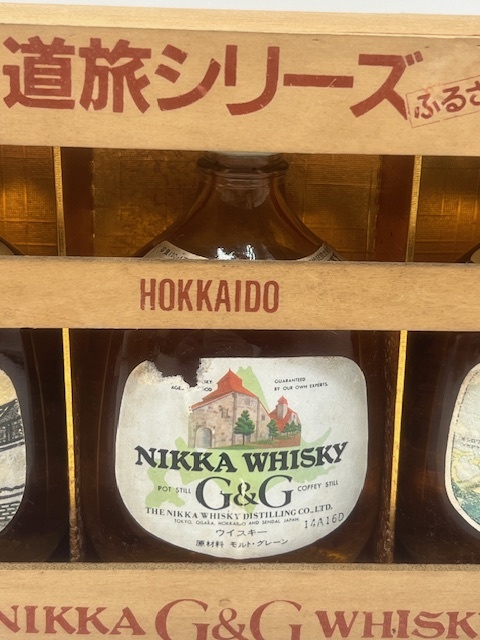 道旅シリーズ
ふるさ
HOKKAIDO
GUARANTEED
BY OUR OWN EXPERTS
NIKKA WHISKY
POT STILL G&G COFFEY STILL
THE NIKKA WHISKY DISTILLING CO., LTD.
TOKYO, OSAKA, HOKKAIDO AND SENDAI, JAPAN.
14A16D
ウイスキー
原材料 モルト・グレーン
NIKKA G&G WHISK